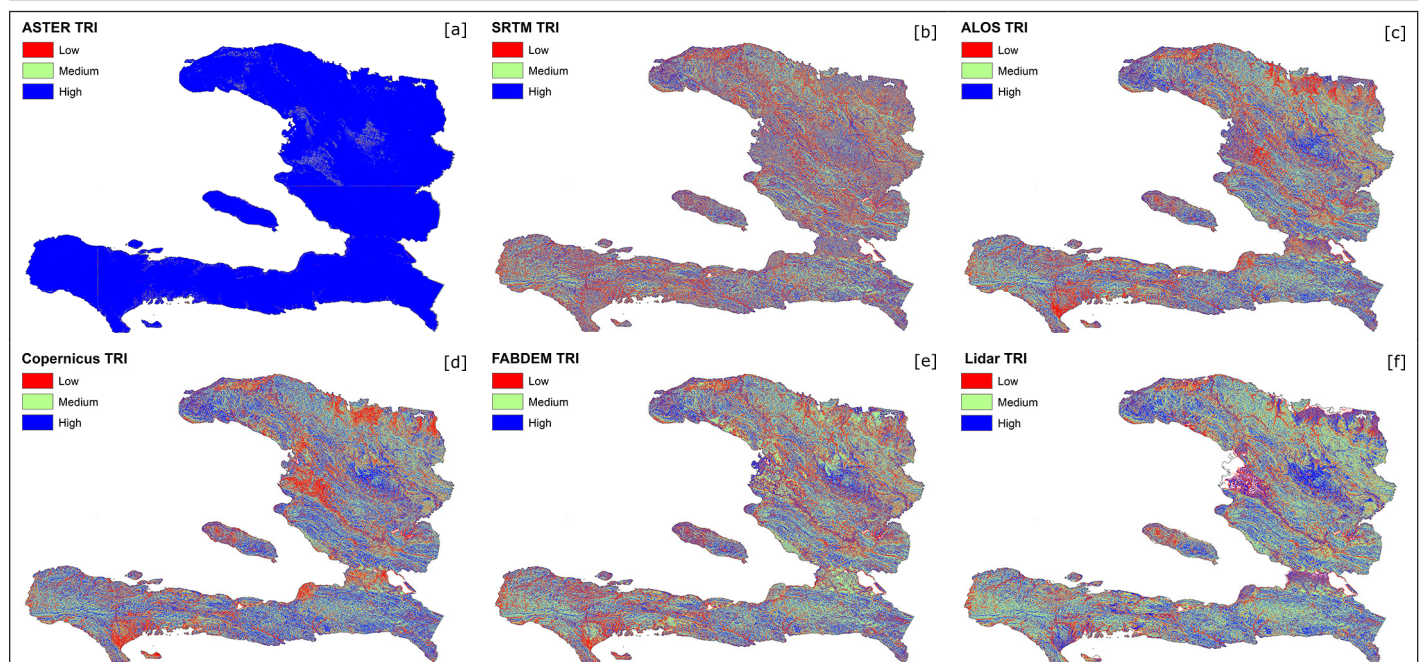 ASTER TRI [a]
Low
Medium
High
SRTM TRI [b]
Low
Medium
High
ALOS TRI [c]
Low
Medium
High
Copernicus TRI [d]
Low
Medium
High
FABDEM TRI [e]
Low
Medium
High
Lidar TRI [f]
Low
Medium
High